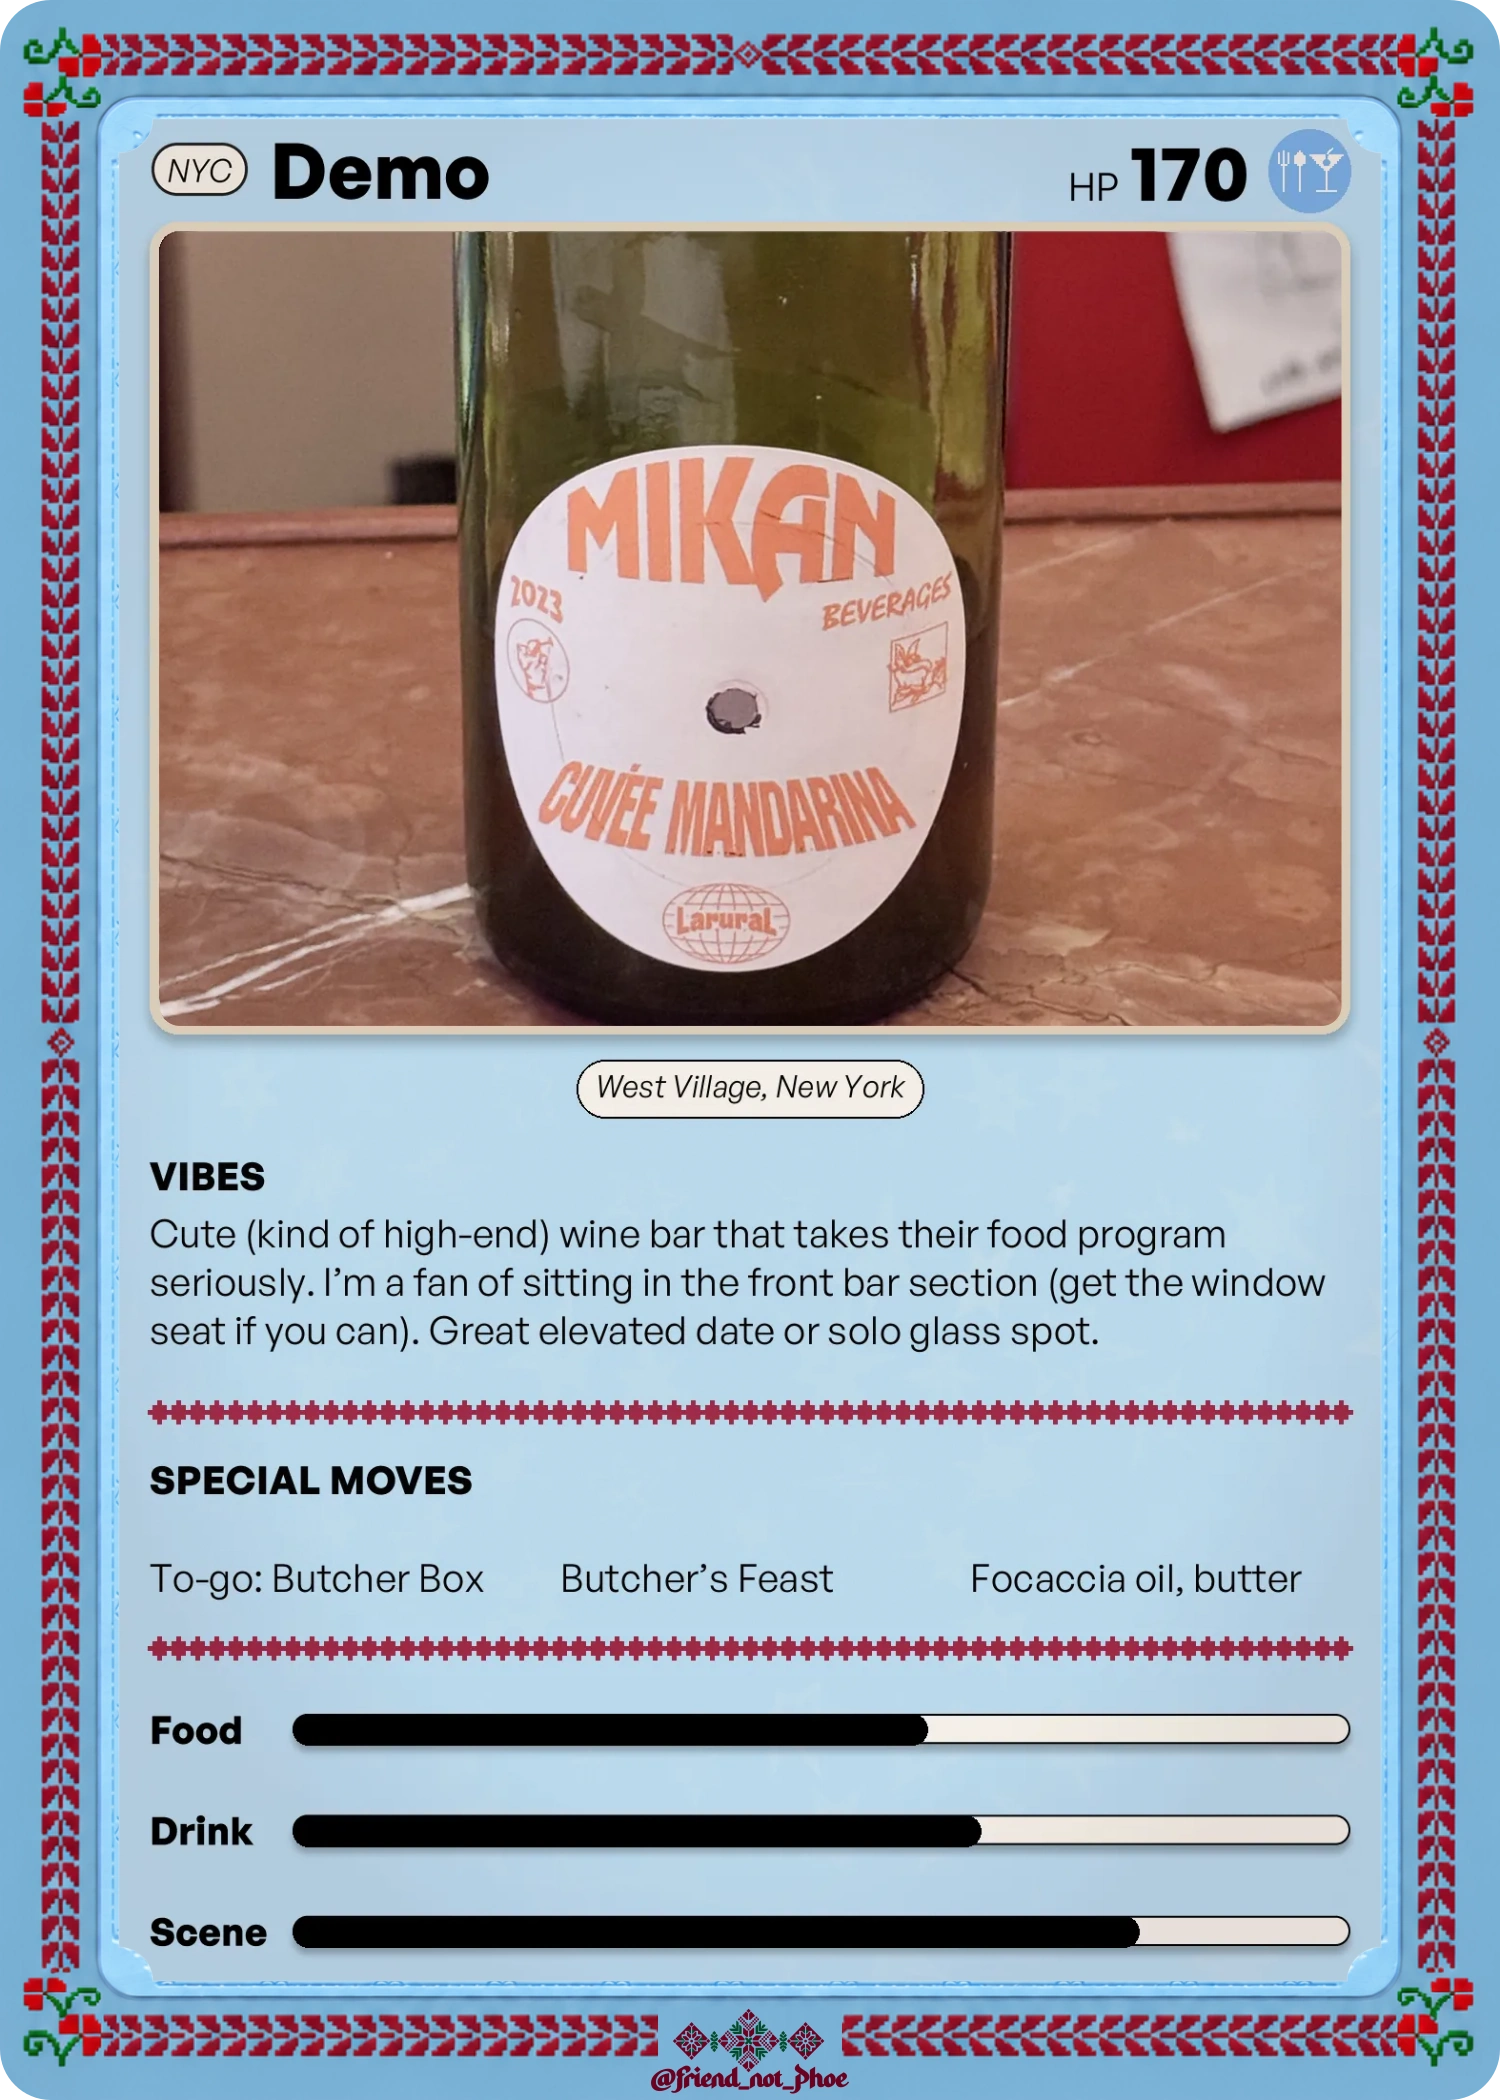 NYC Demo HP 170
MIKAN
2023 BEVERAGES
CUVÉE MANDARINA
Larural
West Village, New York
VIBES
Cute (kind of high-end) wine bar that takes their food program
seriously. I’m a fan of sitting in the front bar section (get the window
seat if you can). Great elevated date or solo glass spot.
SPECIAL MOVES
To-go: Butcher Box Butcher’s Feast Focaccia oil, butter
Food
Drink
Scene
@friend_not_phoe